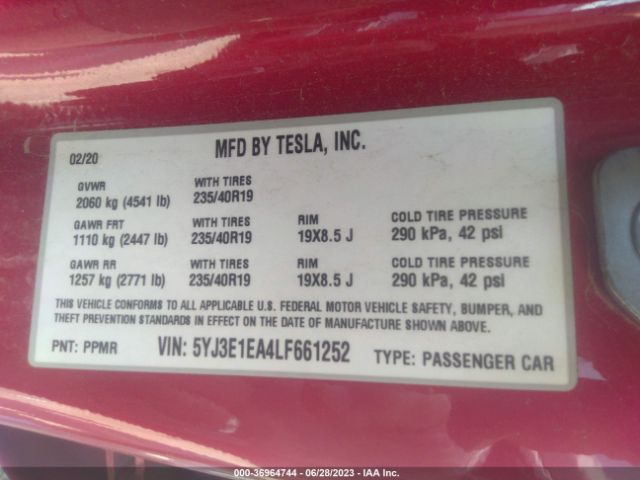 MFD BY TESLA, INC.
02/20
GVWR WITH TIRES
2060 kg (4541 lb) 235/40R19
GAWR FRT WITH TIRES RIM COLD TIRE PRESSURE
1110 kg (2447 lb) 235/40R19 19X8.5 J 290 kPa, 42 psi
GAWR RR WITH TIRES RIM COLD TIRE PRESSURE
1257 kg (2771 lb) 235/40R19 19X8.5 J 290 kPa, 42 psi
THIS VEHICLE CONFORMS TO ALL APPLICABLE U.S. FEDERAL MOTOR VEHICLE SAFETY, BUMPER, AND
THEFT PREVENTION STANDARDS IN EFFECT ON THE DATE OF MANUFACTURE SHOWN ABOVE.
PNT: PPMR VIN: 5YJ3E1EA4LF661252 TYPE: PASSENGER CAR
000-36964744 - 06/28/2023 - IAA Inc.